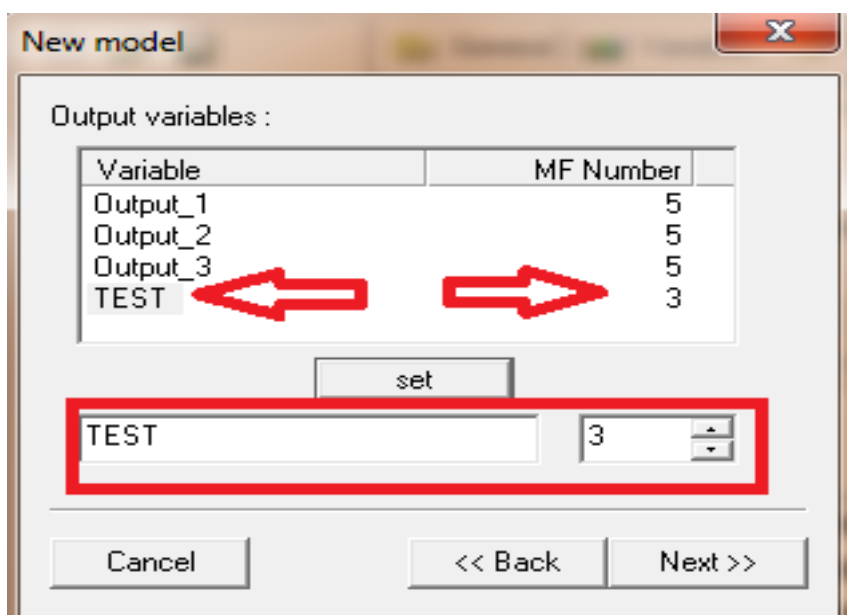 New model
Output variables :
Variable MF Number
Output_1 5
Output_2 5
Output_3 5
TEST 3
set
TEST 3
Cancel << Back Next >>